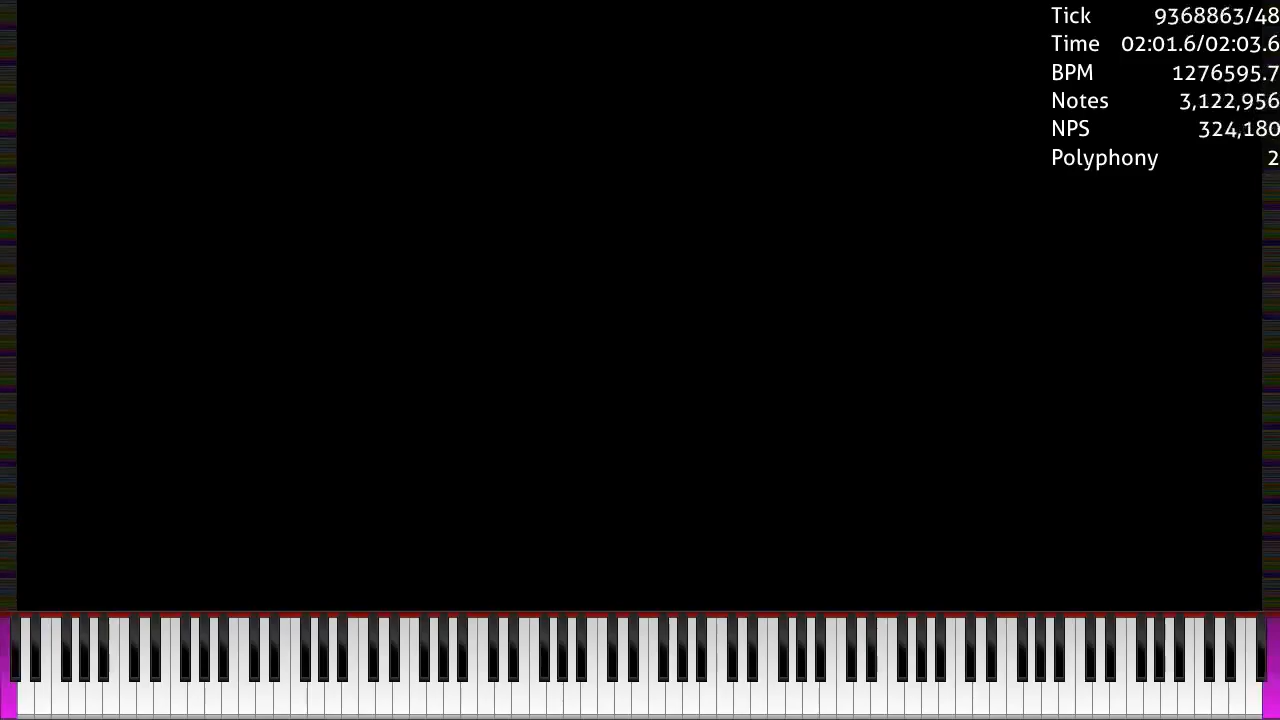 Tick 9368863/48
Time 02:01.6/02:03.6
BPM 1276595.7
Notes 3,122,956
NPS 324,180
Polyphony 2